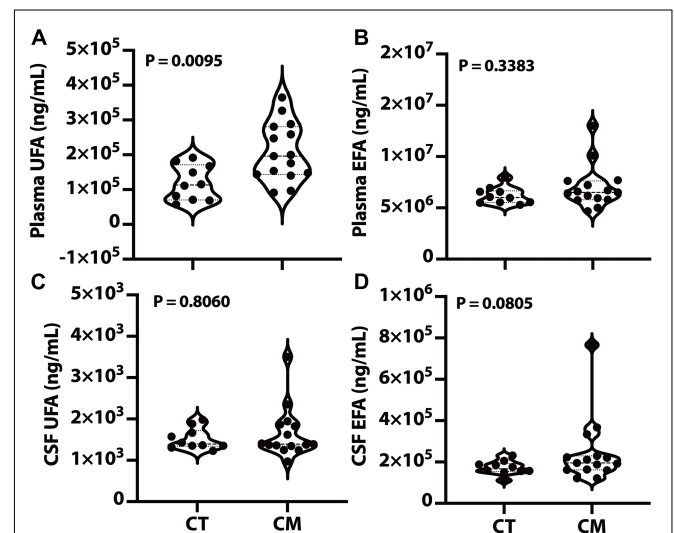 A
Plasma UFA (ng/mL)
5×10⁵
4×10⁵
3×10⁵
2×10⁵
1×10⁵
0
-1×10⁵
P = 0.0095
B
Plasma EFA (ng/mL)
2×10⁷
2×10⁷
1×10⁷
5×10⁶
0
P = 0.3383
C
CSF UFA (ng/mL)
5×10³
4×10³
3×10³
2×10³
1×10³
0
P = 0.8060
CT CM
D
CSF EFA (ng/mL)
1×10⁶
8×10⁵
6×10⁵
4×10⁵
2×10⁵
0
P = 0.0805
CT CM